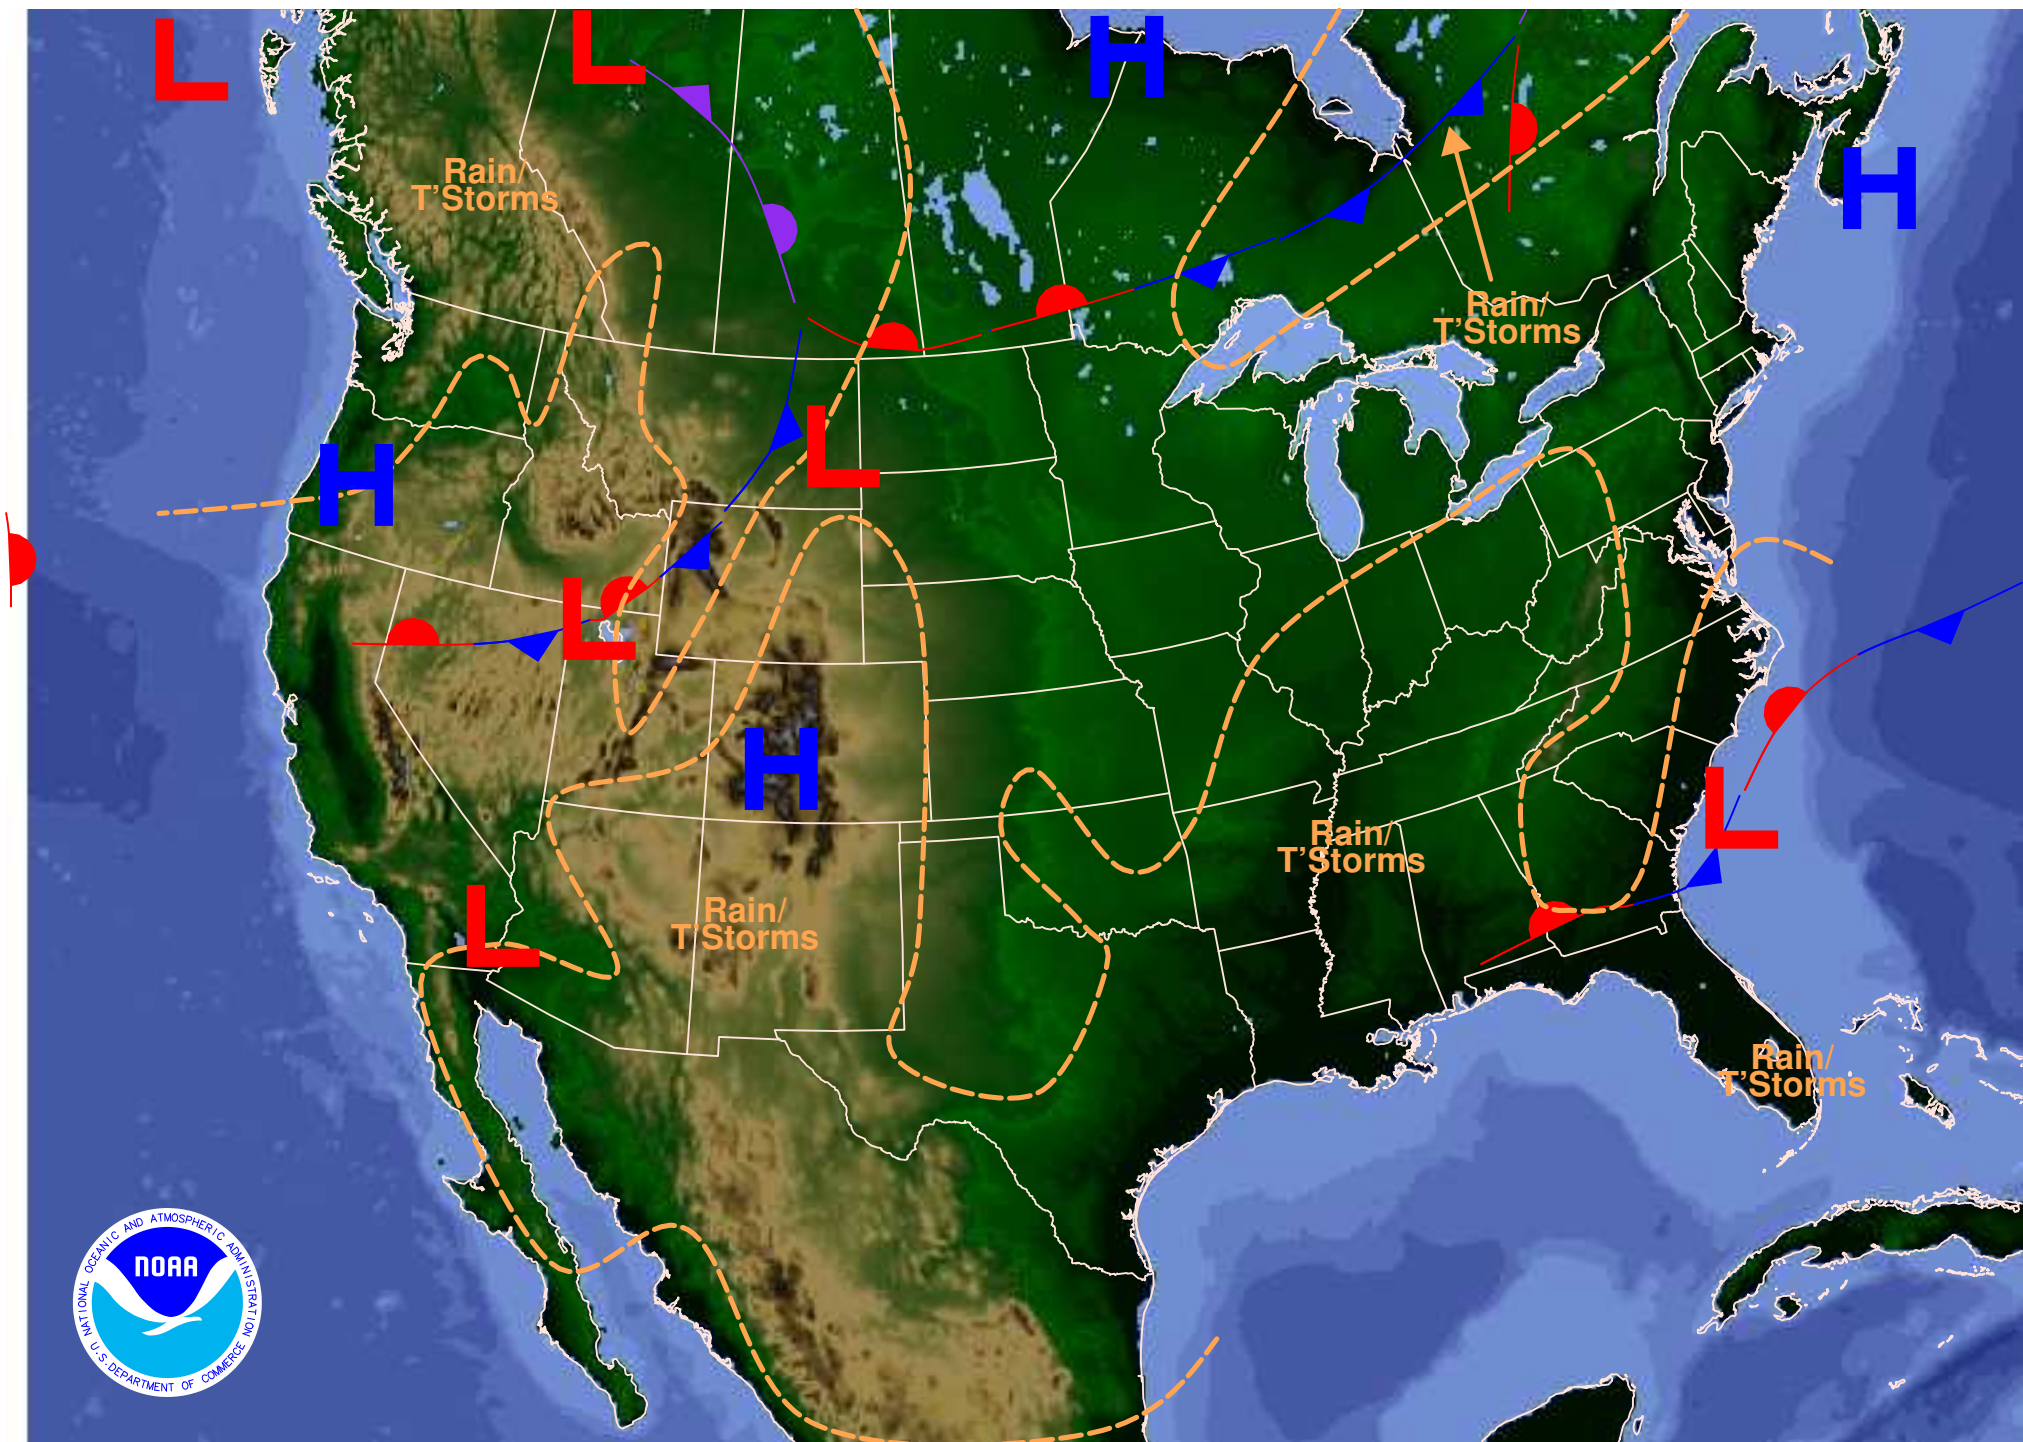 L
L
H
Rain/
T'Storms
H
Rain/
T'Storms
L
H
L
H
L
Rain/
T'Storms
L
Rain/
T'Storms
Rain/
T'Storms
NATIONAL OCEANIC AND ATMOSPHERIC ADMINISTRATION
NOAA
U.S. DEPARTMENT OF COMMERCE